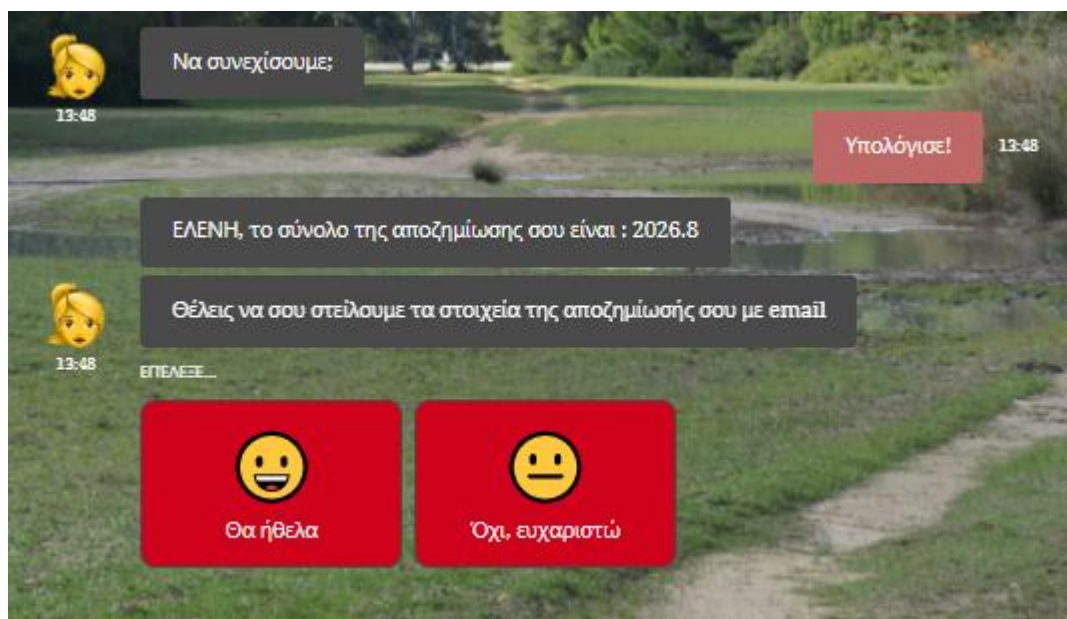 Να συνεχίσουμε;
13:48
Υπολόγισε!
13:48
ΕΛΕΝΗ, το σύνολο της αποζημίωσης σου είναι : 2026.8
Θέλεις να σου στείλουμε τα στοιχεία της αποζημίωσής σου με email
13:48
ΕΠΕΛΕΞΕ...
Θα ήθελα
Όχι, ευχαριστώ